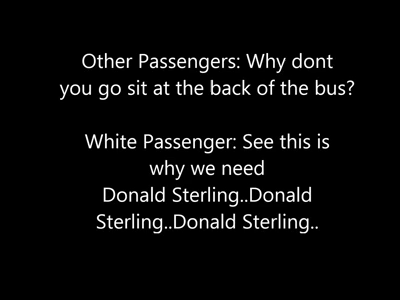 Other Passengers: Why dont
you go sit at the back of the bus?
White Passenger: See this is
why we need
Donald Sterling..Donald
Sterling..Donald Sterling..